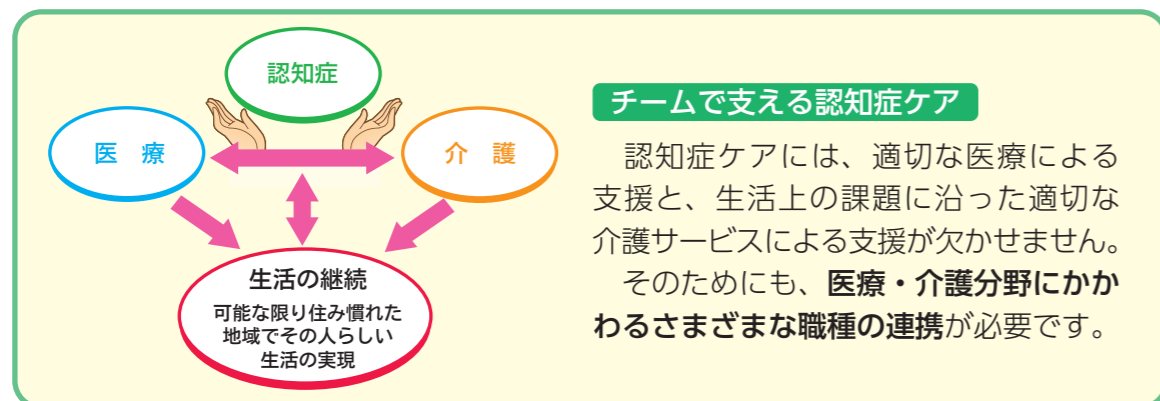 認知症
医 療
介 護
生活の継続
可能な限り住み慣れた
地域でその人らしい
生活の実現
チームで支える認知症ケア
認知症ケアには、適切な医療による
支援と、生活上の課題に沿った適切な
介護サービスによる支援が欠かせません。
そのためにも、医療・介護分野にかか
わるさまざまな職種の連携が必要です。